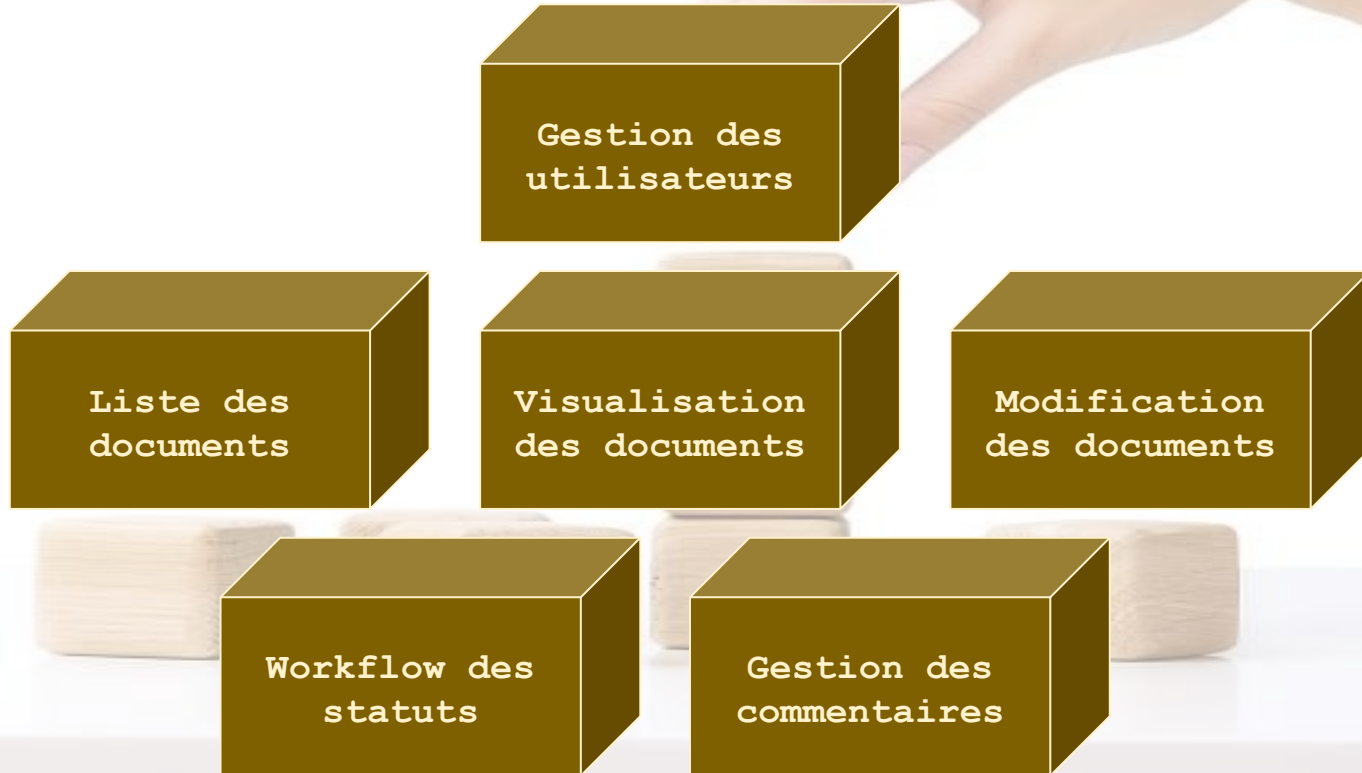 Gestion des
utilisateurs
Liste des
documents
Visualisation
des documents
Modification
des documents
Workflow des
statuts
Gestion des
commentaires